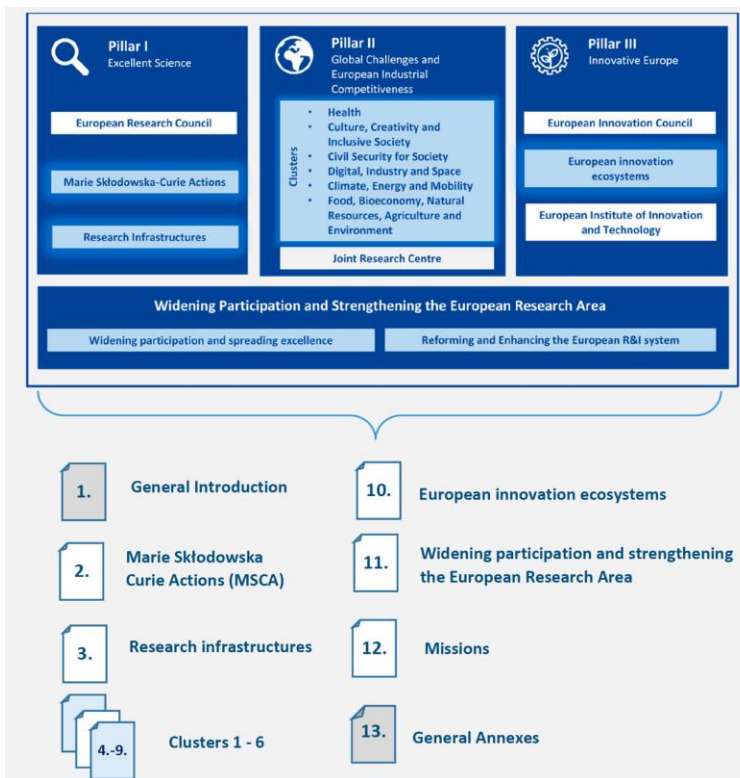 Pillar I
Excellent Science
European Research Council
Marie Skłodowska-Curie Actions
Research Infrastructures
Pillar II
Global Challenges and
European Industrial
Competitiveness
Clusters
• Health
• Culture, Creativity and
Inclusive Society
• Civil Security for Society
• Digital, Industry and Space
• Climate, Energy and Mobility
• Food, Bioeconomy, Natural
Resources, Agriculture and
Environment
Joint Research Centre
Pillar III
Innovative Europe
European Innovation Council
European innovation
ecosystems
European Institute of Innovation
and Technology
Widening Participation and Strengthening the European Research Area
Widening participation and spreading excellence
Reforming and Enhancing the European R&I system
1.
General Introduction
2.
Marie Skłodowska
Curie Actions (MSCA)
3.
Research infrastructures
4.-9.
Clusters 1 - 6
10.
European innovation ecosystems
11.
Widening participation and strengthening
the European Research Area
12.
Missions
13.
General Annexes